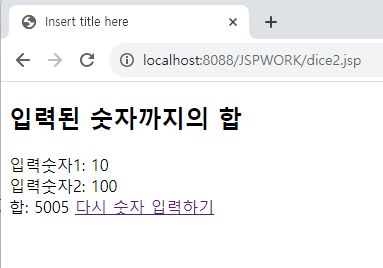 Insert title here
localhost:8088/JSPWORK/dice2.jsp
입력된 숫자까지의 합
입력숫자1: 10
입력숫자2: 100
합: 5005 다시 숫자 입력하기